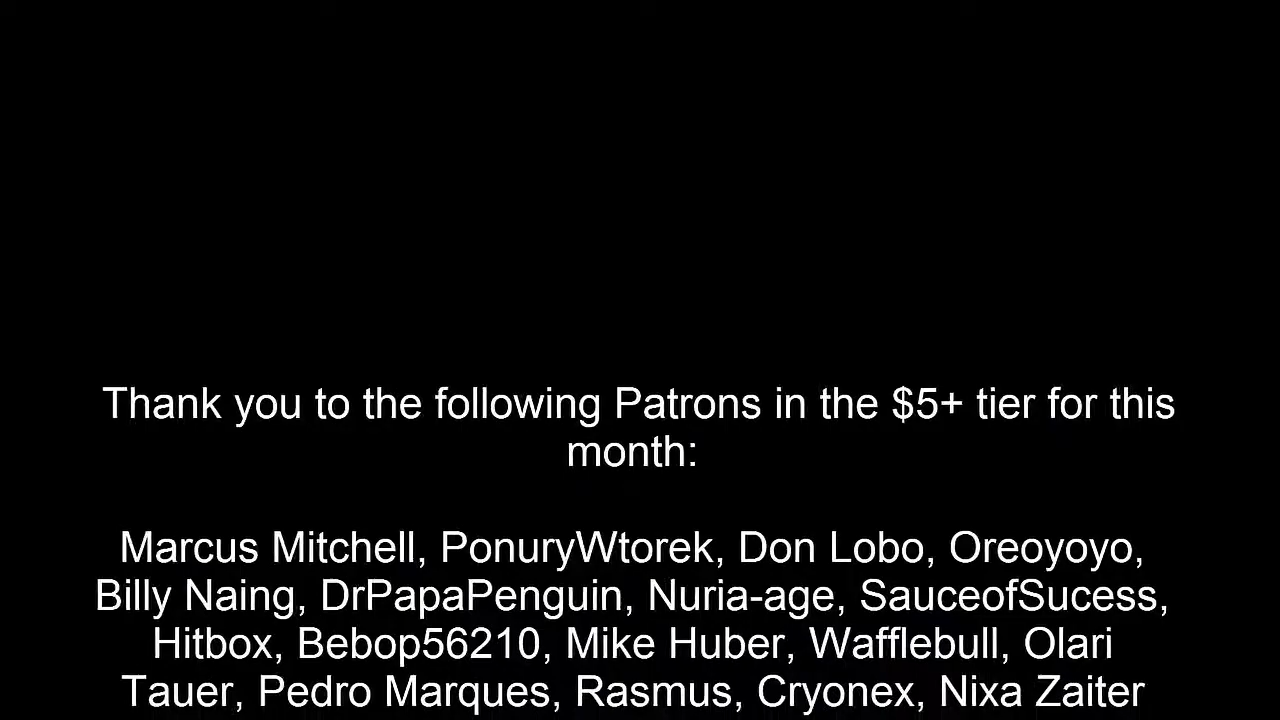 Thank you to the following Patrons in the $5+ tier for this
month:
Marcus Mitchell, PonuryWtorek, Don Lobo, Oreoyoyo,
Billy Naing, DrPapaPenguin, Nuria-age, SauceofSucess,
Hitbox, Bebop56210, Mike Huber, Wafflebull, Olari
Tauer, Pedro Marques, Rasmus, Cryonex, Nixa Zaiter